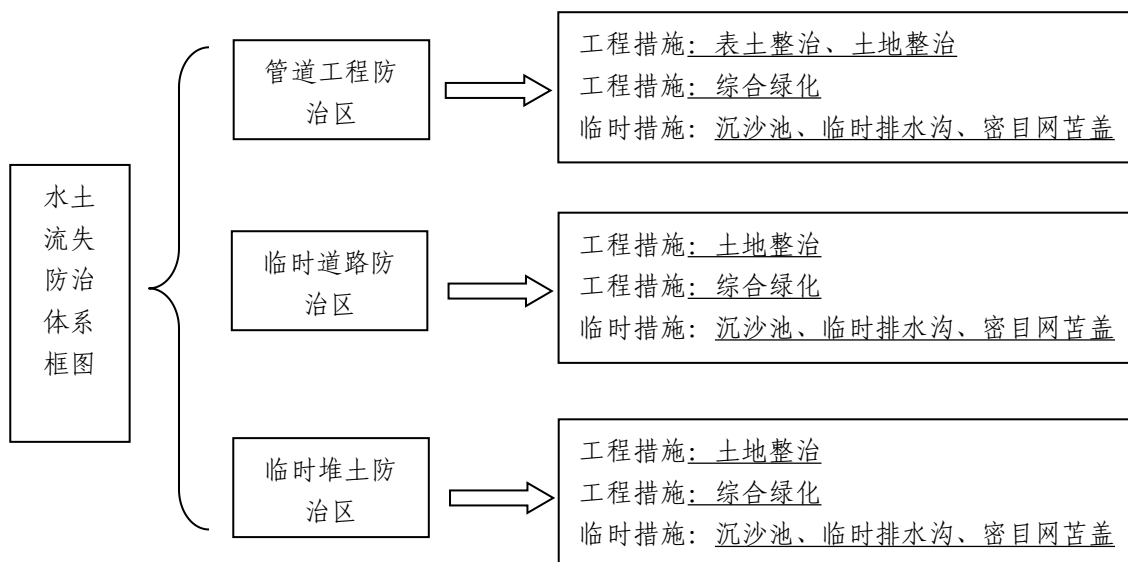 水土
流失
防治
体系
框图
管道工程防
治区
工程措施：表土整治、土地整治
工程措施：综合绿化
临时措施：沉沙池、临时排水沟、密目网苫盖
临时道路防
治区
工程措施：土地整治
工程措施：综合绿化
临时措施：沉沙池、临时排水沟、密目网苫盖
临时堆土防
治区
工程措施：土地整治
工程措施：综合绿化
临时措施：沉沙池、临时排水沟、密目网苫盖